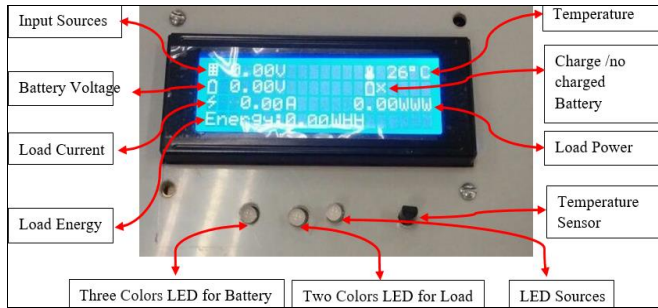 Input Sources
Temperature
0.00V 26°C
Battery Voltage
0.00V ×
Charge /no
charged
Battery
0.00A 0.00WWW
Load Current
Energy:0.00WHH
Load Power
Load Energy
Temperature
Sensor
Three Colors LED for Battery
Two Colors LED for Load
LED Sources